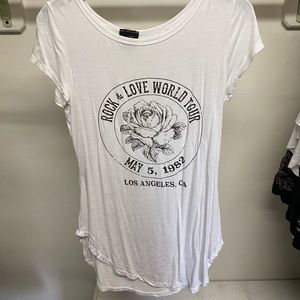 ROCK & LOVE WORLD TOUR
MAY 5, 1982
LOS ANGELES, CA